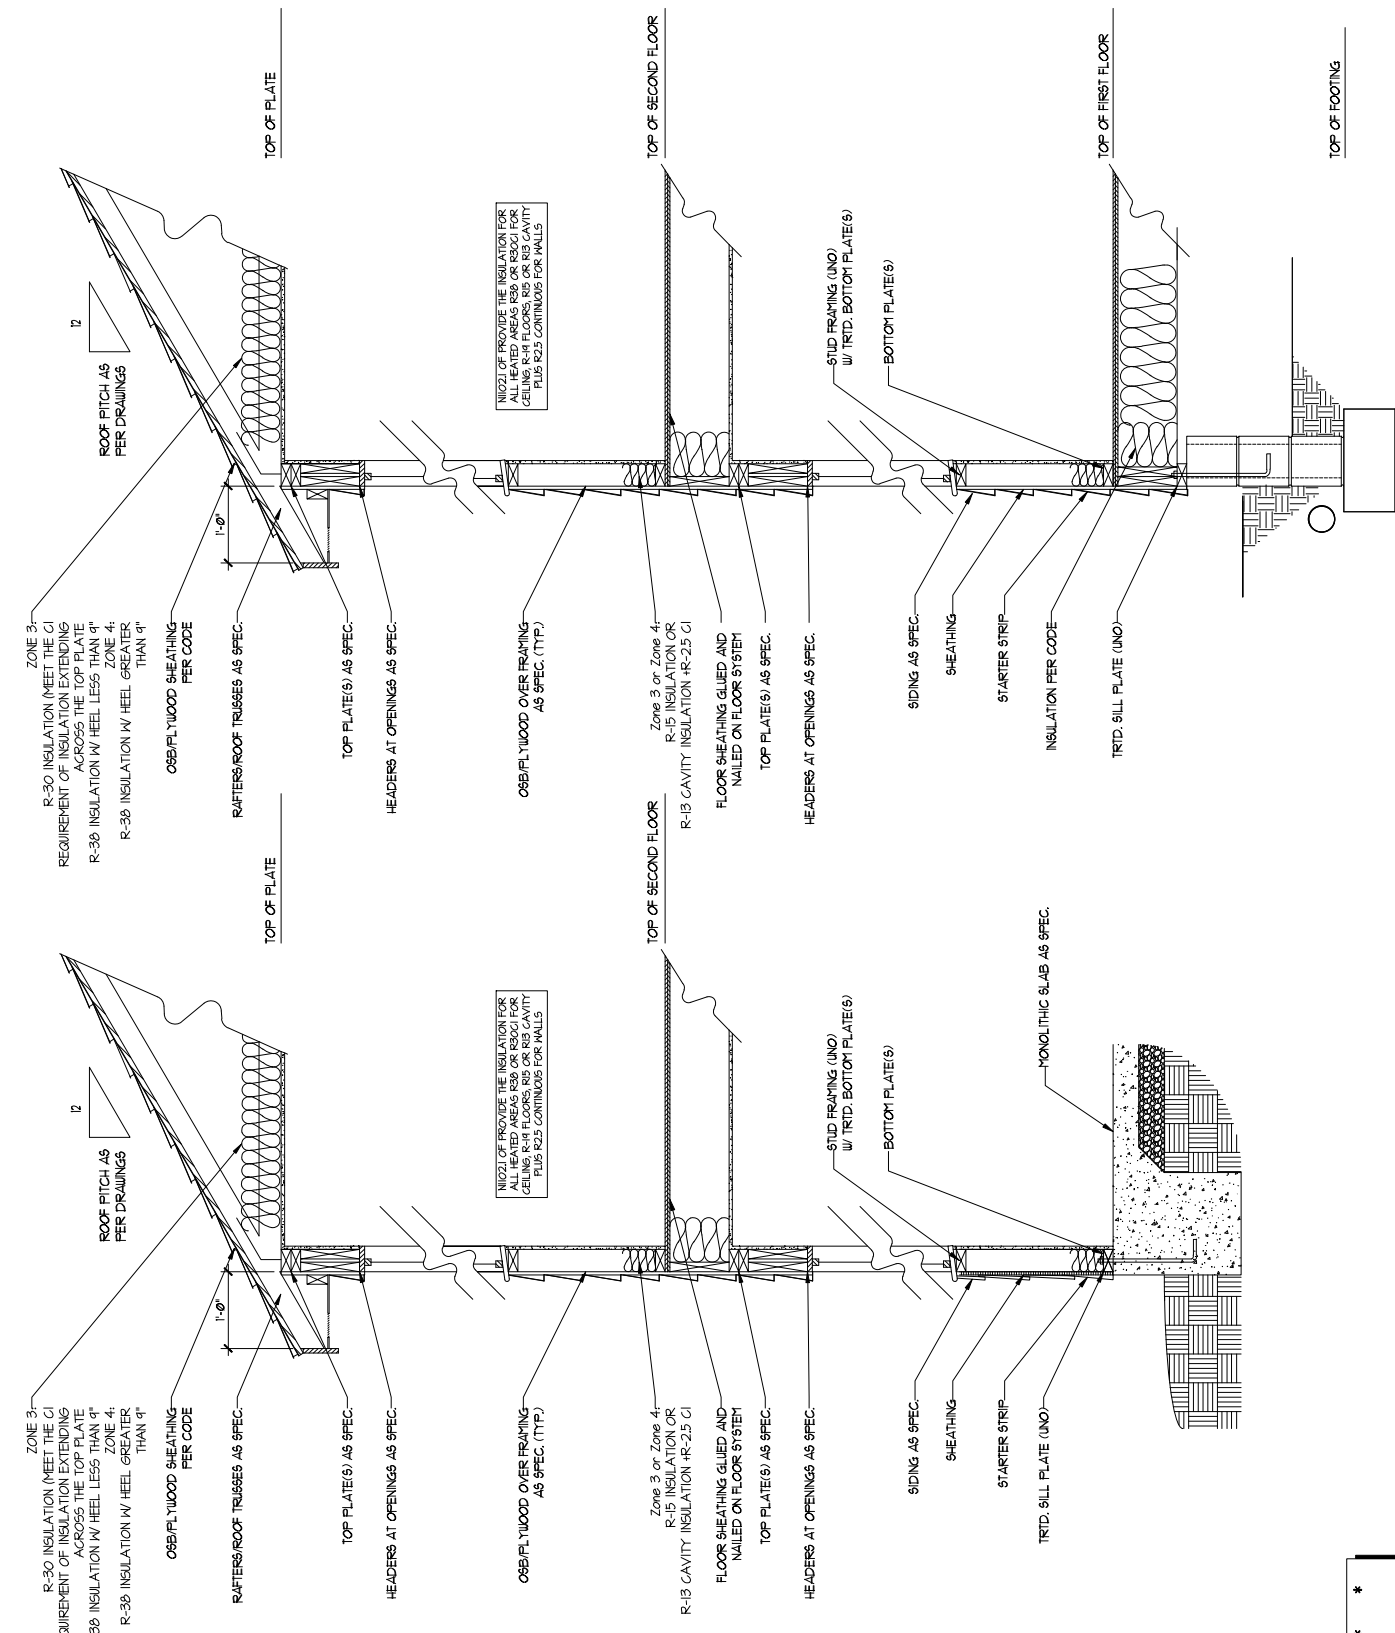 ZONE 3:
R-30 INSULATION (MEET THE CI
QUIREMENT OF INSULATION EXTENDING
ACROSS THE TOP PLATE
38 INSULATION W/ HEEL LESS THAN 9"
ZONE 4:
R-38 INSULATION W/ HEEL GREATER
THAN 9"
OSB/PLYWOOD SHEATHING
PER CODE
RAFTERS/ROOF TRUSSES AS SPEC.
TOP PLATE(S) AS SPEC.
HEADERS AT OPENINGS AS SPEC.
OSB/PLYWOOD OVER FRAMING
AS SPEC. (TYP.)
Zone 3 or Zone 4:
R-15 INSULATION OR
R-13 CAVITY INSULATION +R-2.5 CI
FLOOR SHEATHING GLUED AND
NAILED ON FLOOR SYSTEM
TOP PLATE(S) AS SPEC.
HEADERS AT OPENINGS AS SPEC.
SIDING AS SPEC.
SHEATHING
STARTER STRIP
TRTD. SILL PLATE (UNO)
12
ROOF PITCH AS
PER DRAWINGS
1'-0"
N1102.1 OF PROVIDE THE INSULATION FOR
ALL HEATED AREAS R38 OR R30CI FOR
CEILING, R-19 FLOORS, R15 OR R13 CAVITY
PLUS R2.5 CONTINUOUS FOR WALLS
STUD FRAMING (UNO)
W/ TRTD. BOTTOM PLATE(S)
BOTTOM PLATE(S)
MONOLITHIC SLAB AS SPEC.
TOP OF PLATE
TOP OF SECOND FLOOR
ZONE 3:
R-30 INSULATION (MEET THE CI
REQUIREMENT OF INSULATION EXTENDING
ACROSS THE TOP PLATE
R-38 INSULATION W/ HEEL LESS THAN 9"
ZONE 4:
R-38 INSULATION W/ HEEL GREATER
THAN 9"
OSB/PLYWOOD SHEATHING
PER CODE
RAFTERS/ROOF TRUSSES AS SPEC.
TOP PLATE(S) AS SPEC.
HEADERS AT OPENINGS AS SPEC.
OSB/PLYWOOD OVER FRAMING
AS SPEC. (TYP.)
Zone 3 or Zone 4:
R-15 INSULATION OR
R-13 CAVITY INSULATION +R-2.5 CI
FLOOR SHEATHING GLUED AND
NAILED ON FLOOR SYSTEM
TOP PLATE(S) AS SPEC.
HEADERS AT OPENINGS AS SPEC.
SIDING AS SPEC.
SHEATHING
STARTER STRIP
INSULATION PER CODE
TRTD. SILL PLATE (UNO)
12
ROOF PITCH AS
PER DRAWINGS
1'-0"
N1102.1 OF PROVIDE THE INSULATION FOR
ALL HEATED AREAS R38 OR R30CI FOR
CEILING, R-19 FLOORS, R15 OR R13 CAVITY
PLUS R2.5 CONTINUOUS FOR WALLS
STUD FRAMING (UNO)
W/ TRTD. BOTTOM PLATE(S)
BOTTOM PLATE(S)
TOP OF PLATE
TOP OF SECOND FLOOR
TOP OF FIRST FLOOR
TOP OF FOOTING
*